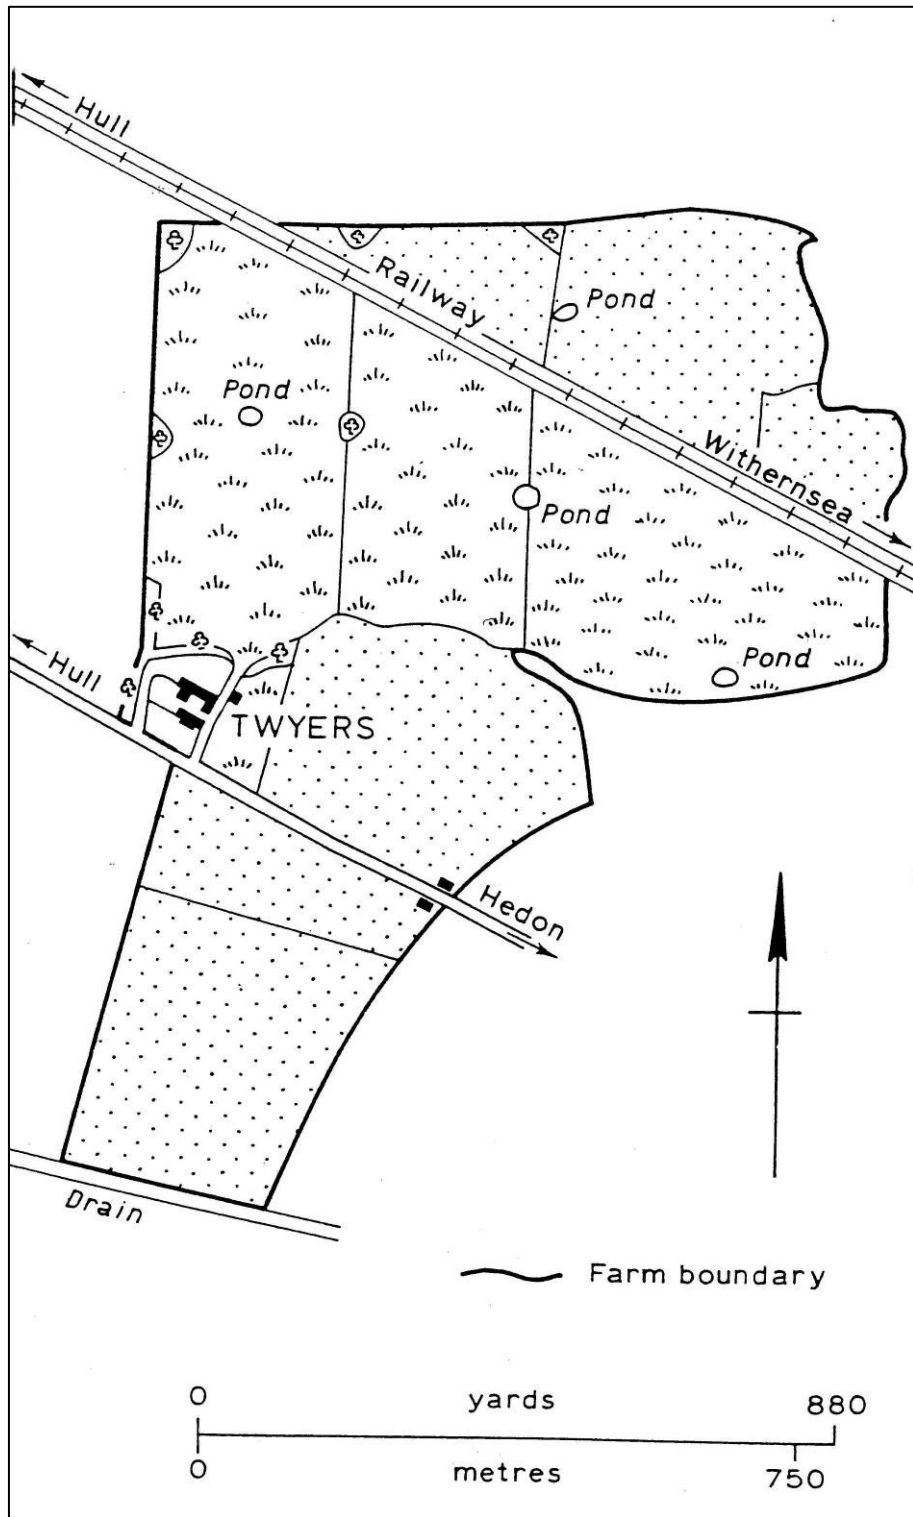 Hull
Railway
Pond
Pond
Withernsea
Pond
Hull
Pond
TWYERS
Hedon
Drain
Farm boundary
0 yards 880
0 metres 750